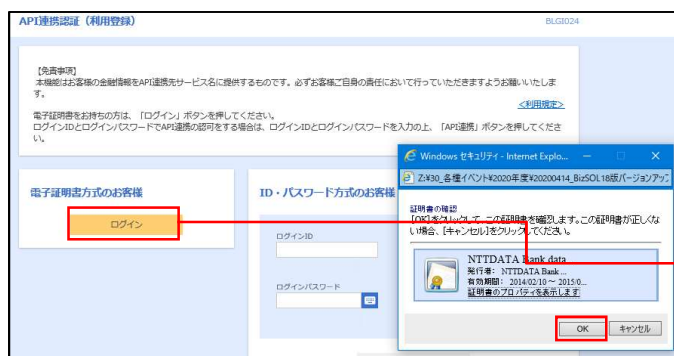 API連携認証（利用登録）
BLGI024
【免責事項】
本機能はお客様の金融情報をAPI連携先サービス名に提供するものです。必ずお客様ご自身の責任において行っていただきますようお願いいたしま
す。
<利用規定>
電子証明書をお持ちの方は、「ログイン」ボタンを押してください。
ログインIDとログインパスワードでAPI連携の認可をする場合は、ログインIDとログインパスワードを入力の上、「API連携」ボタンを押してくださ
い。
電子証明書方式のお客様
ログイン
ID・パスワード方式のお客様
ログインID
ログインパスワード
Windows セキュリティ - Internet Explo...
Z:¥30_各種イベント¥2020年度¥20200414_BizSOL18版バージョンアップ
証明書の確認
[OK]をクリックして、この証明書を確認します。この証明書が正しくな
い場合、[キャンセル]をクリックしてください。
NTTDATA Bank data
発行者: NTTDATA Bank ...
有効期間: 2014/02/10 ～ 2015/0...
証明書のプロパティを表示します
OK
キャンセル